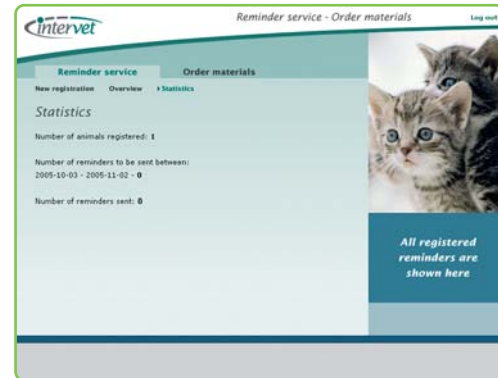 intervet
Reminder service - Order materials
Log out
Reminder service Order materials
New registration Overview Statistics
Statistics
Number of animals registered: 1
Number of reminders to be sent between:
2005-10-03 - 2005-11-02 - 0
Number of reminders sent: 0
All registered
reminders are
shown here